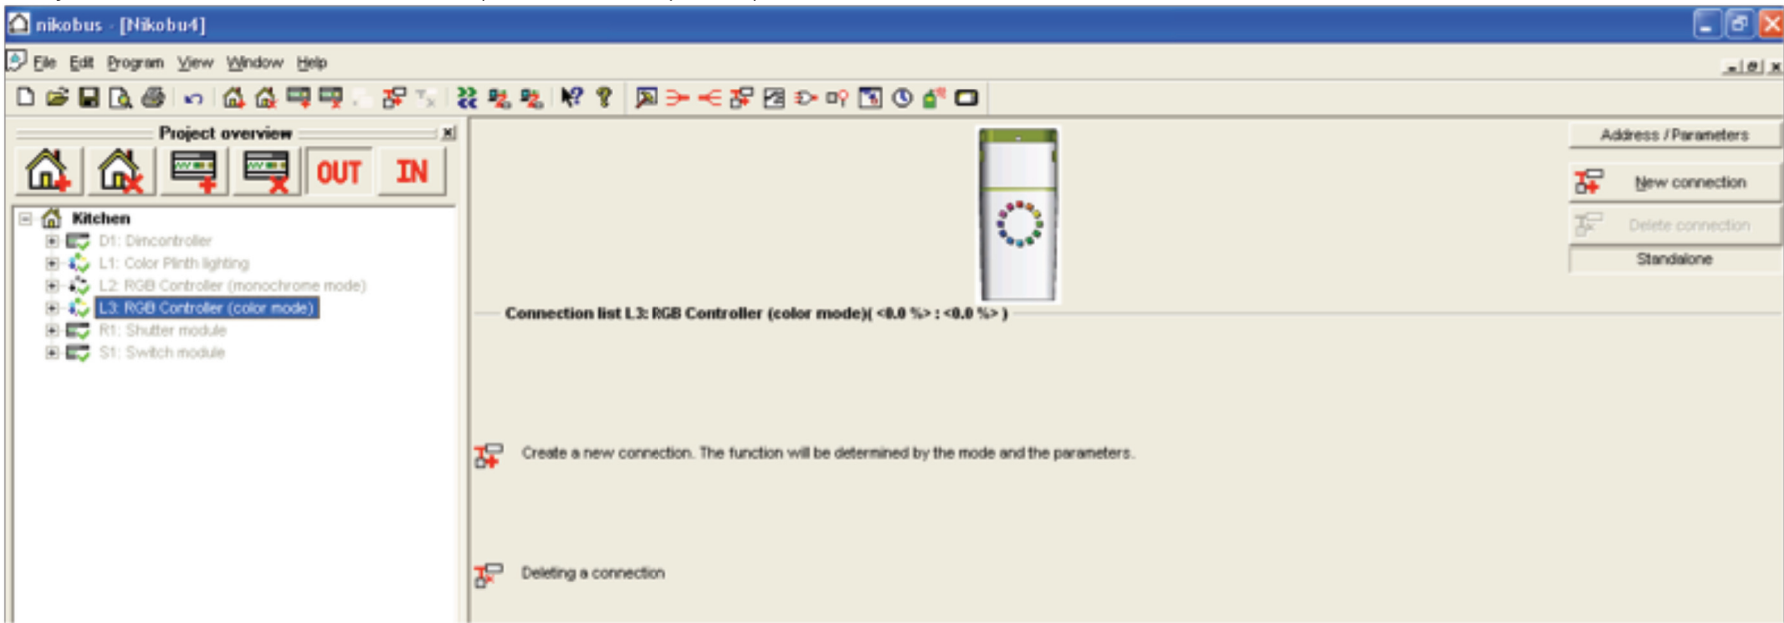 nikobus - [Nikobu4]
File Edit Program View Window Help
Project overview
OUT IN
Kitchen
D1: Dimcontroller
L1: Color Plinth lighting
L2: RGB Controller (monochrome mode)
L3: RGB Controller (color mode)
R1: Shutter module
S1: Switch module
Address / Parameters
New connection
Delete connection
Standalone
Connection list L3: RGB Controller (color mode)( <0.0 %> : <0.0 %> )
Create a new connection. The function will be determined by the mode and the parameters.
Deleting a connection